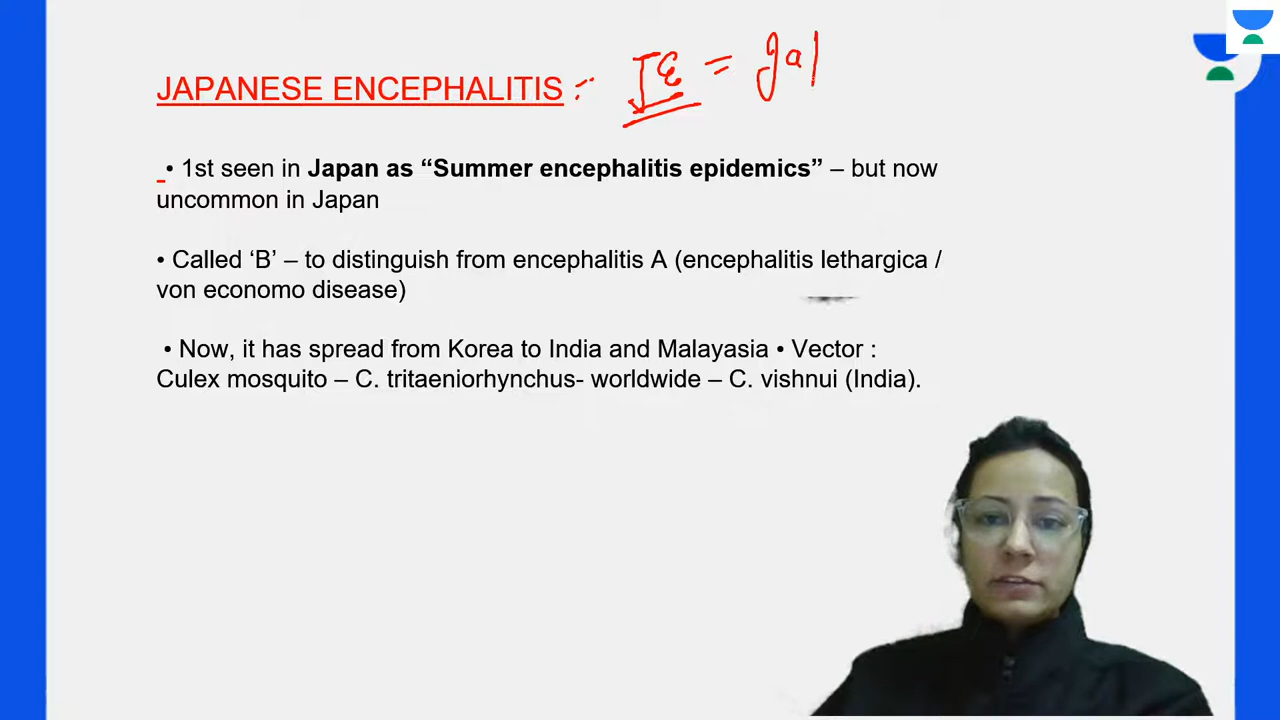 JAPANESE ENCEPHALITIS :- JE = Jal
• 1st seen in Japan as “Summer encephalitis epidemics” – but now
uncommon in Japan
• Called ‘B’ – to distinguish from encephalitis A (encephalitis lethargica /
von economo disease)
• Now, it has spread from Korea to India and Malayasia • Vector :
Culex mosquito – C. tritaeniorhynchus- worldwide – C. vishnui (India).